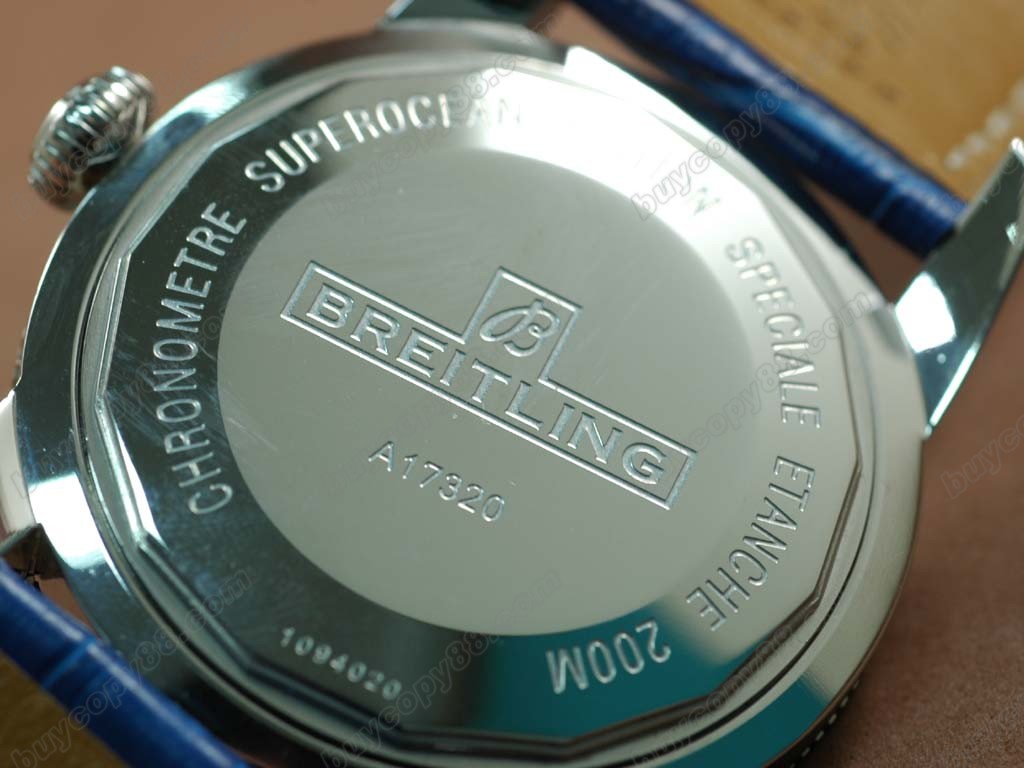 CHRONOMETRE SUPEROCEAN SPECIALE ETANCHE 200M
B
BREITLING
A17320
1094020
buycopy88.com